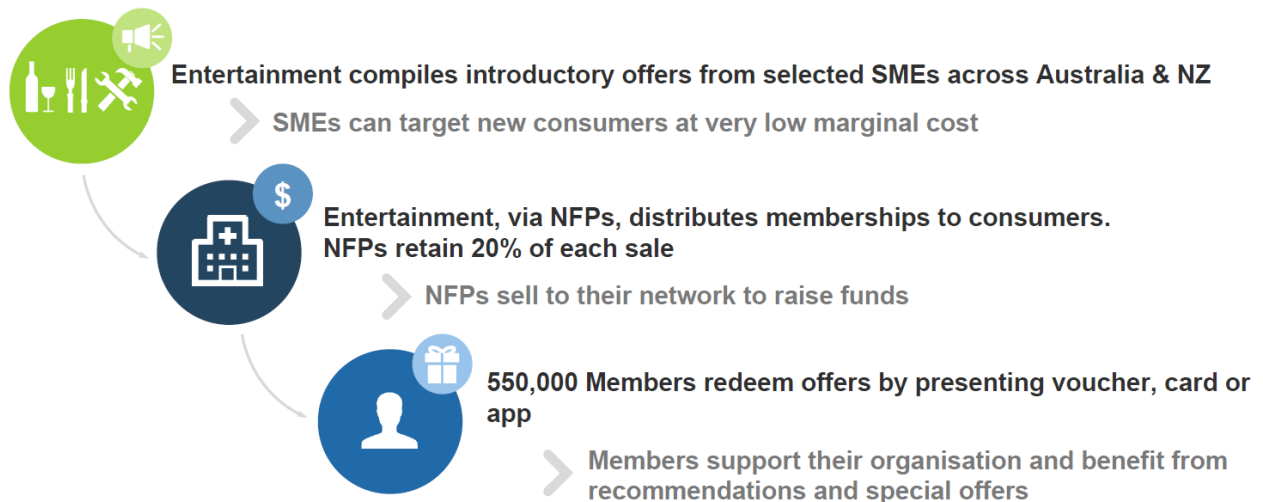 Entertainment compiles introductory offers from selected SMEs across Australia & NZ
SMEs can target new consumers at very low marginal cost
$
Entertainment, via NFPs, distributes memberships to consumers.
NFPs retain 20% of each sale
NFPs sell to their network to raise funds
550,000 Members redeem offers by presenting voucher, card or
app
Members support their organisation and benefit from
recommendations and special offers